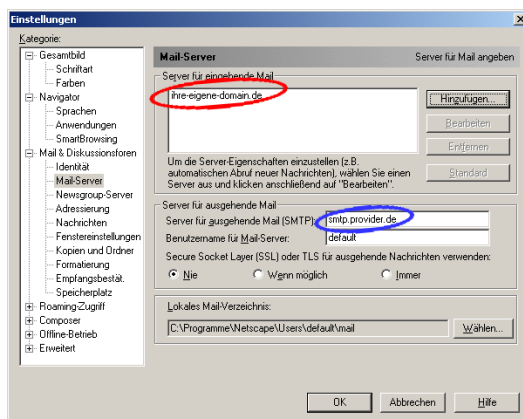 Einstellungen
Kategorie:
Gesamtbild
Schriftart
Farben
Navigator
Sprachen
Anwendungen
SmartBrowsing
Mail & Diskussionsforen
Identität
Mail-Server
Newsgroup-Server
Adressierung
Nachrichten
Fenstereinstellungen
Kopien und Ordner
Formatierung
Empfangsbestät.
Speicherplatz
Roaming-Zugriff
Composer
Offline-Betrieb
Erweitert
Mail-Server Server für Mail angeben
Server für eingehende Mail
ihre-eigene-domain.de
Hinzufügen...
Bearbeiten
Entfernen
Standard
Um die Server-Eigenschaften einzustellen (z.B.
automatischen Abruf neuer Nachrichten), wählen Sie einen
Server aus und klicken anschließend auf "Bearbeiten".
Server für ausgehende Mail
Server für ausgehende Mail (SMTP): smtp.provider.de
Benutzername für Mail-Server: default
Secure Socket Layer (SSL) oder TLS für ausgehende Nachrichten verwenden:
Nie Wenn möglich Immer
Lokales Mail-Verzeichnis:
C:\Programme\Netscape\Users\default\mail Wählen...
OK Abbrechen Hilfe